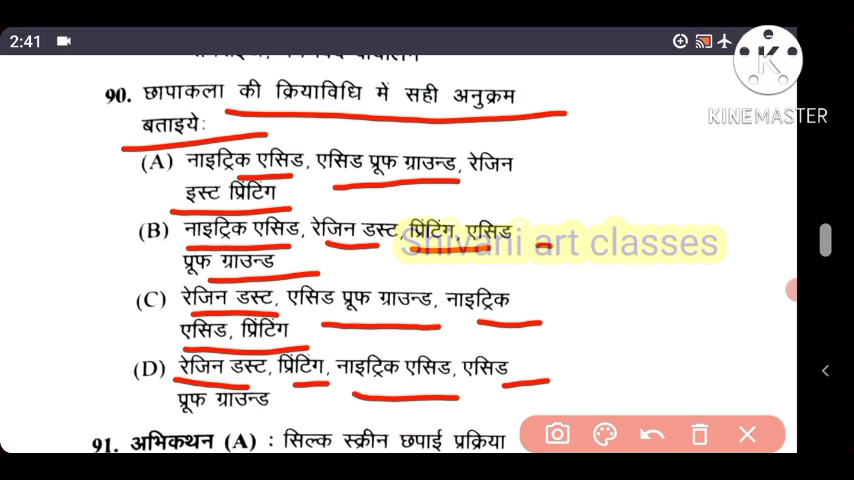 2:41
KINEMASTER
90. छापाकला की क्रियाविधि में सही अनुक्रम
बताइये:
(A) नाइट्रिक एसिड, एसिड प्रूफ ग्राउन्ड, रेजिन
इस्ट प्रिंटिग
(B) नाइट्रिक एसिड, रेजिन डस्ट, प्रिंटिंग, एसिड
Shivani art classes
प्रूफ ग्राउन्ड
(C) रेजिन डस्ट, एसिड प्रूफ ग्राउन्ड, नाइट्रिक
एसिड, प्रिंटिग
(D) रेजिन डस्ट, प्रिंटिंग, नाइट्रिक एसिड, एसिड
प्रूफ ग्राउन्ड
91. अभिकथन (A) : सिल्क स्क्रीन छपाई प्रक्रिया